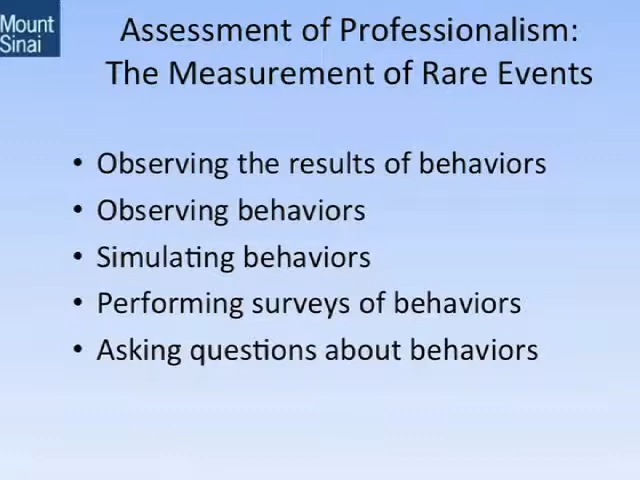 Mount
Sinai
Assessment of Professionalism:
The Measurement of Rare Events
• Observing the results of behaviors
• Observing behaviors
• Simulating behaviors
• Performing surveys of behaviors
• Asking questions about behaviors